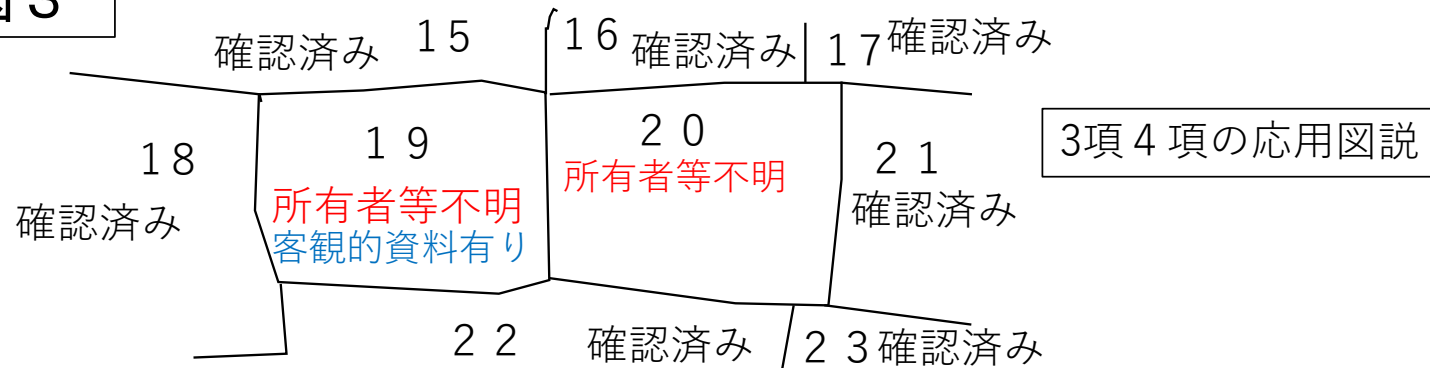 図３
確認済み １５
１６ 確認済み
１７確認済み
１８
確認済み
１９
所有者等不明
客観的資料有り
２０
所有者等不明
２１
確認済み
3項４項の応用図説
２２ 確認済み
２３確認済み